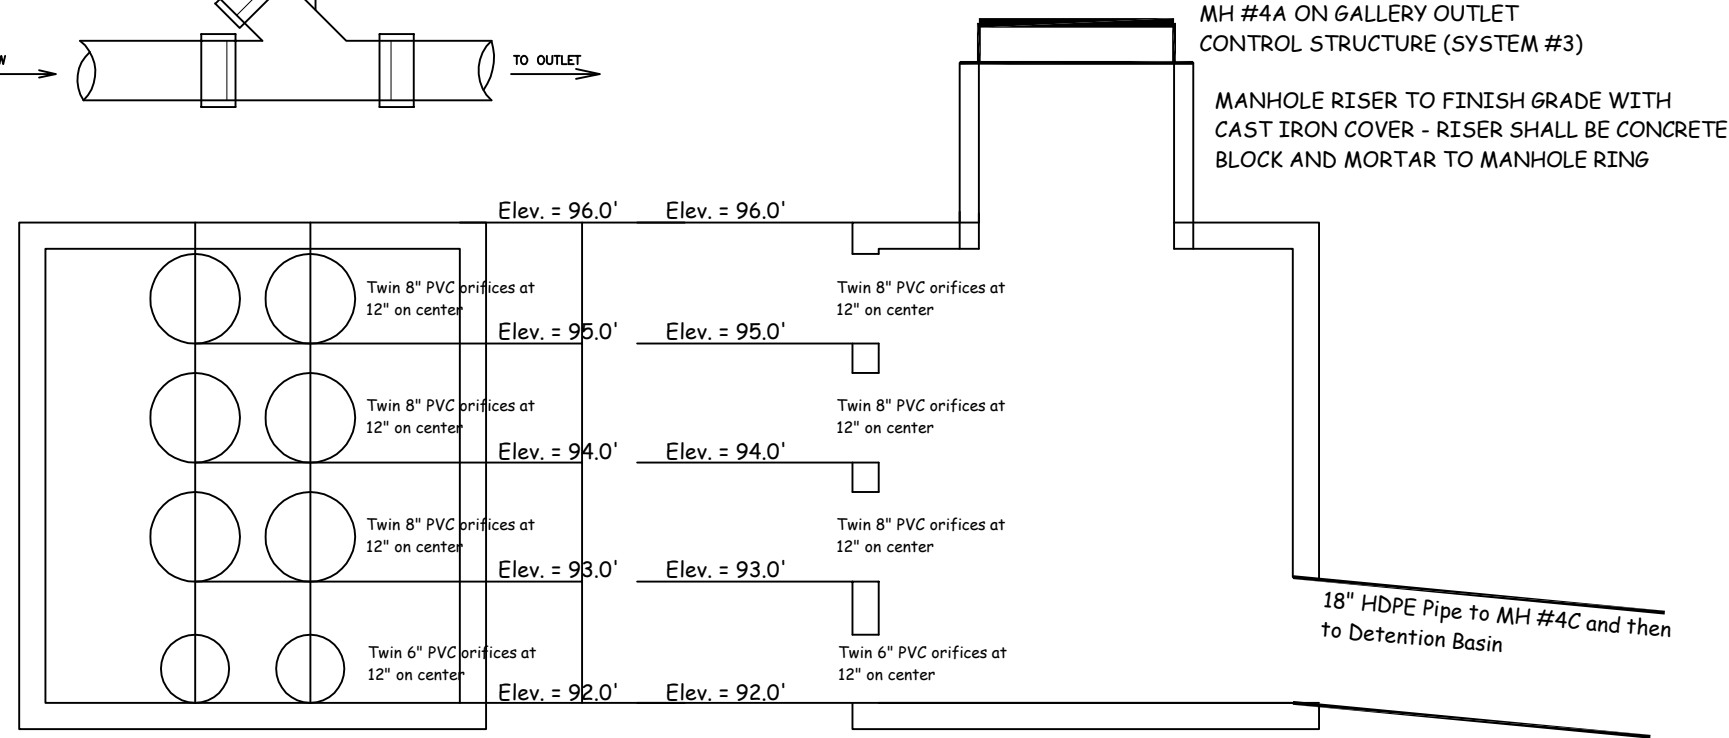 MH #4A ON GALLERY OUTLET
CONTROL STRUCTURE (SYSTEM #3)
TO OUTLET
MANHOLE RISER TO FINISH GRADE WITH
CAST IRON COVER - RISER SHALL BE CONCRETE
BLOCK AND MORTAR TO MANHOLE RING
Elev. = 96.0' Elev. = 96.0'
Twin 8" PVC orifices at
12" on center
Twin 8" PVC orifices at
12" on center
Elev. = 95.0' Elev. = 95.0'
Twin 8" PVC orifices at
12" on center
Twin 8" PVC orifices at
12" on center
Elev. = 94.0' Elev. = 94.0'
Twin 8" PVC orifices at
12" on center
Twin 8" PVC orifices at
12" on center
Elev. = 93.0' Elev. = 93.0'
18" HDPE Pipe to MH #4C and then
to Detention Basin
Twin 6" PVC orifices at
12" on center
Twin 6" PVC orifices at
12" on center
Elev. = 92.0' Elev. = 92.0'